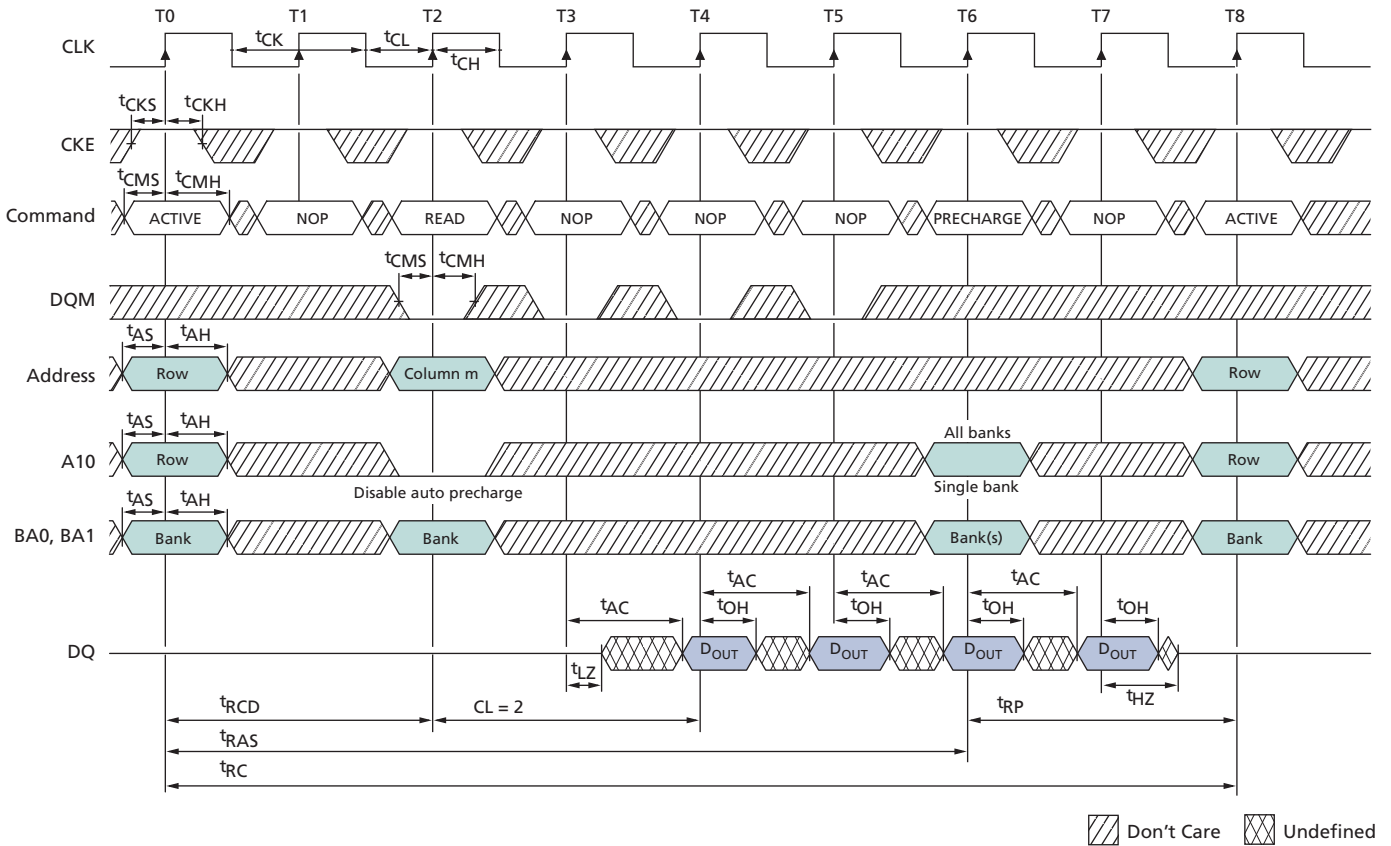 T0 T1 T2 T3 T4 T5 T6 T7 T8
CLK
tCK tCL
tCH
tCKS tCKH
CKE
tCMS tCMH
Command ACTIVE NOP READ NOP NOP NOP PRECHARGE NOP ACTIVE
tCMS tCMH
DQM
tAS tAH
Address Row Column m Row
tAS tAH
All banks
A10 Row Row
Disable auto precharge Single bank
tAS tAH
BA0, BA1 Bank Bank Bank(s) Bank
tAC tAC tAC
tAC tOH tOH tOH tOH
DQ DOUT DOUT DOUT DOUT
tLZ tHZ
tRCD CL = 2 tRP
tRAS
tRC
Don't Care Undefined